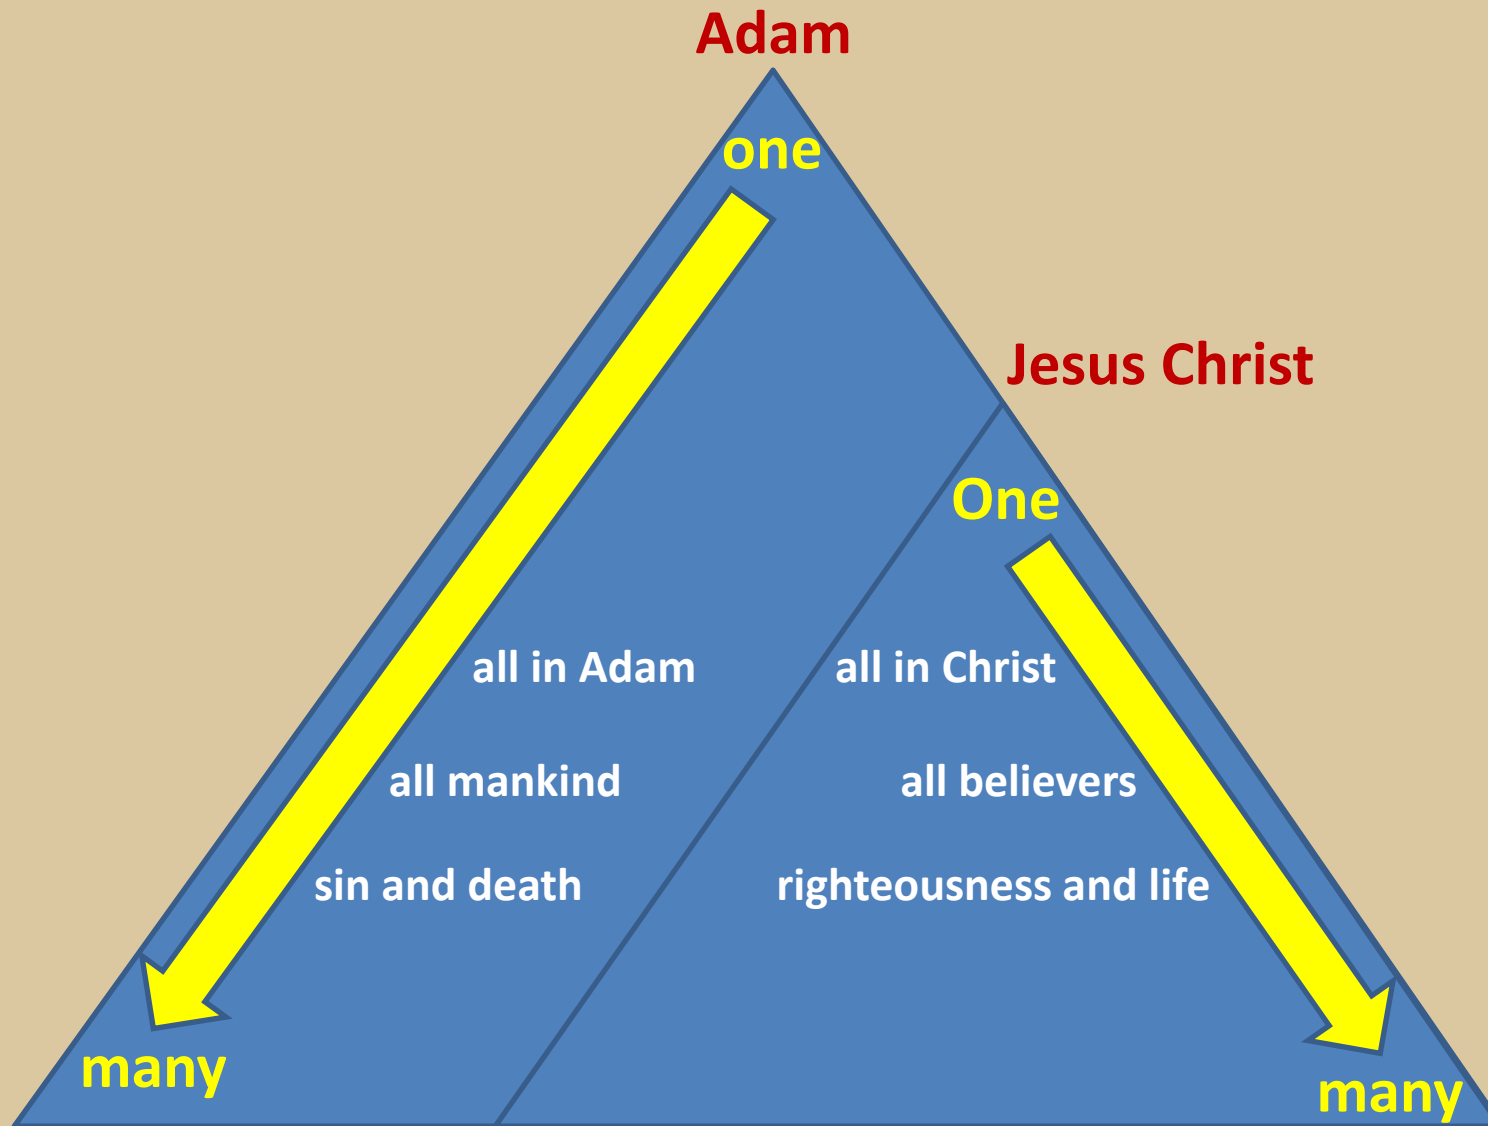 Adam
one
Jesus Christ
One
all in Adam
all in Christ
all mankind
all believers
sin and death
righteousness and life
many
many